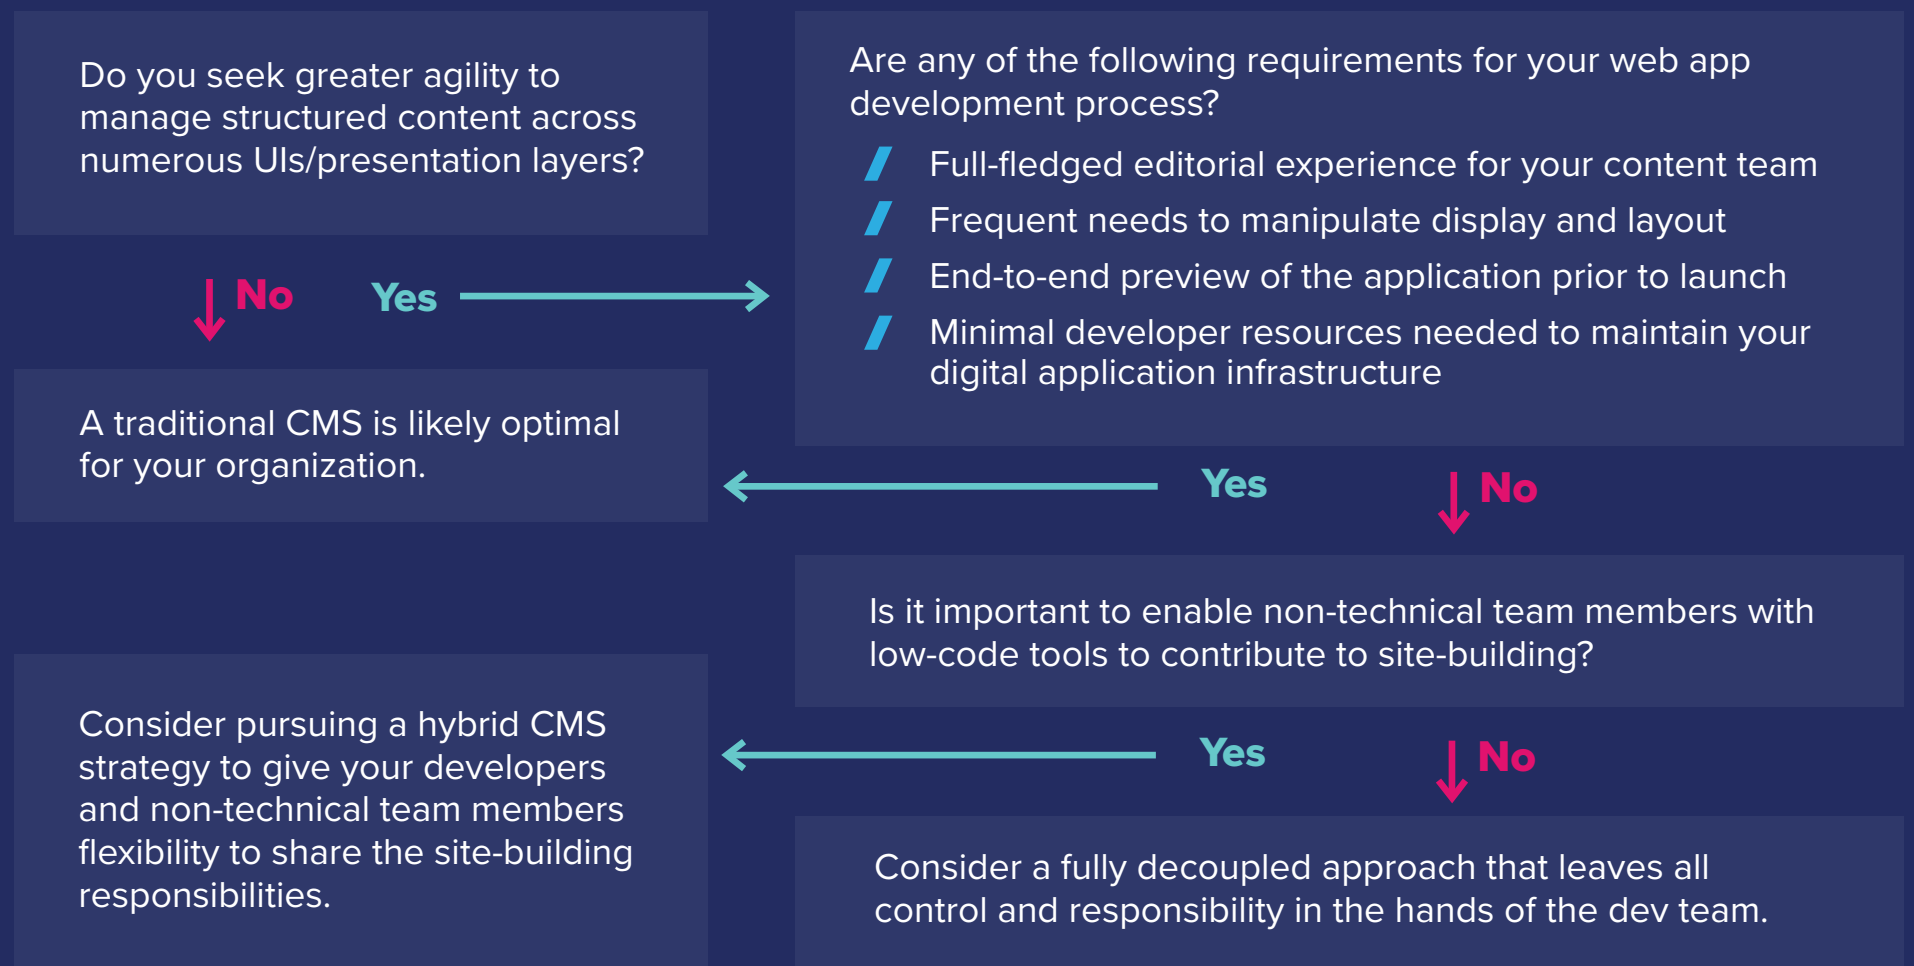 Do you seek greater agility to
manage structured content across
numerous UIs/presentation layers?
No
Yes
Are any of the following requirements for your web app
development process?
Full-fledged editorial experience for your content team
Frequent needs to manipulate display and layout
End-to-end preview of the application prior to launch
Minimal developer resources needed to maintain your
digital application infrastructure
A traditional CMS is likely optimal
for your organization.
Yes
No
Is it important to enable non-technical team members with
low-code tools to contribute to site-building?
Yes
No
Consider pursuing a hybrid CMS
strategy to give your developers
and non-technical team members
flexibility to share the site-building
responsibilities.
Consider a fully decoupled approach that leaves all
control and responsibility in the hands of the dev team.